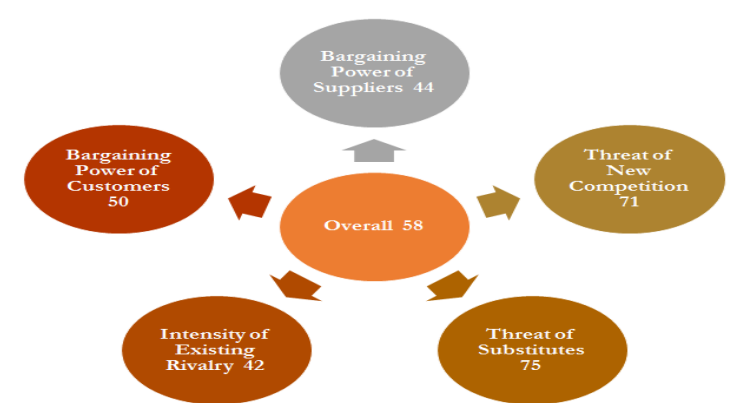 Bargaining
Power of
Suppliers 44
Bargaining
Power of
Customers
50
Threat of
New
Competition
71
Overall 58
Intensity of
Existing
Rivalry 42
Threat of
Substitutes
75